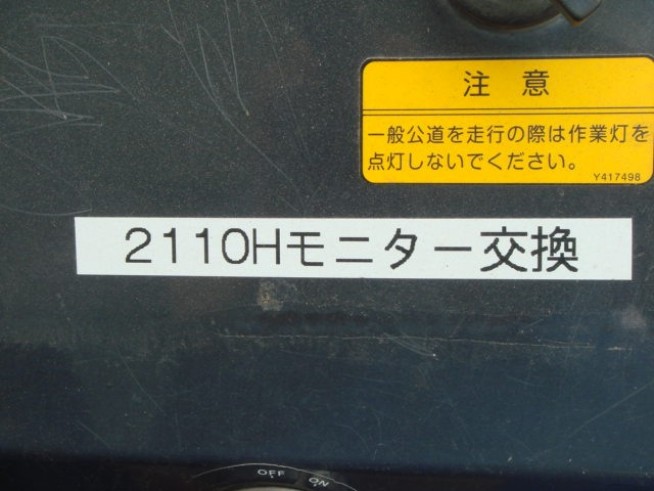 注 意
一般公道を走行の際は作業灯を
点灯しないでください。
Y417498
2110Hモニター交換
OFF ON